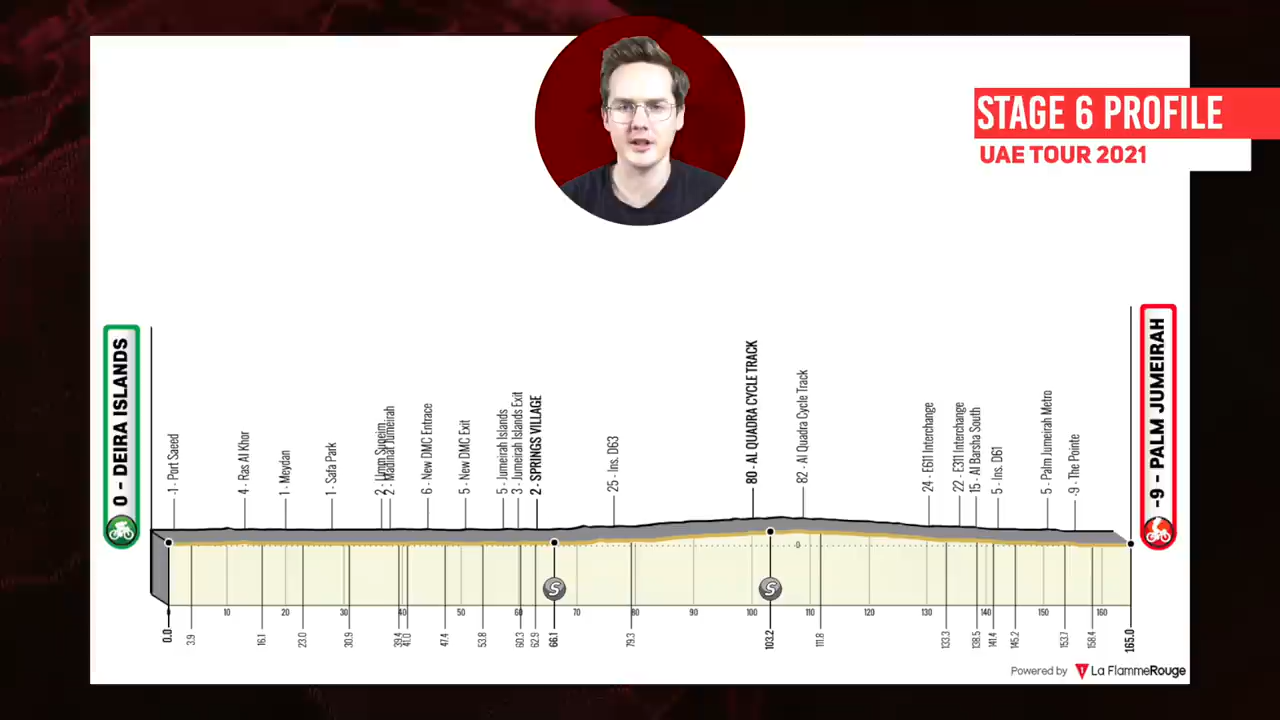 STAGE 6 PROFILE
UAE TOUR 2021
0 - DEIRA ISLANDS
-1 - Port Saeed
4 - Ras Al Khor
1 - Meydan
1 - Safa Park
2 - Umm Suqeim
2 - Madinat Jumeirah
6 - New DMC Entrace
5 - New DMC Exit
5 - Jumeirah Islands
3 - Jumeirah Islands Exit
2 - SPRINGS VILLAGE
25 - Ins. D63
80 - AL QUADRA CYCLE TRACK
82 - Al Quadra Cycle Track
24 - E611 Interchange
22 - E311 Interchange
15 - Al Barsha South
5 - Ins. D61
5 - Palm Jumeirah Metro
-9 - The Pointe
-9 - PALM JUMEIRAH
0
S S
0 10 20 30 40 50 60 70 80 90 100 110 120 130 140 150 160
0.0 3.9 16.1 23.0 30.9 39.4 41.0 47.4 53.8 60.3 62.9 66.1 79.3 103.2 111.8 133.3 138.5 141.4 145.2 153.7 158.4 165.0
Powered by 1 La FlammeRouge